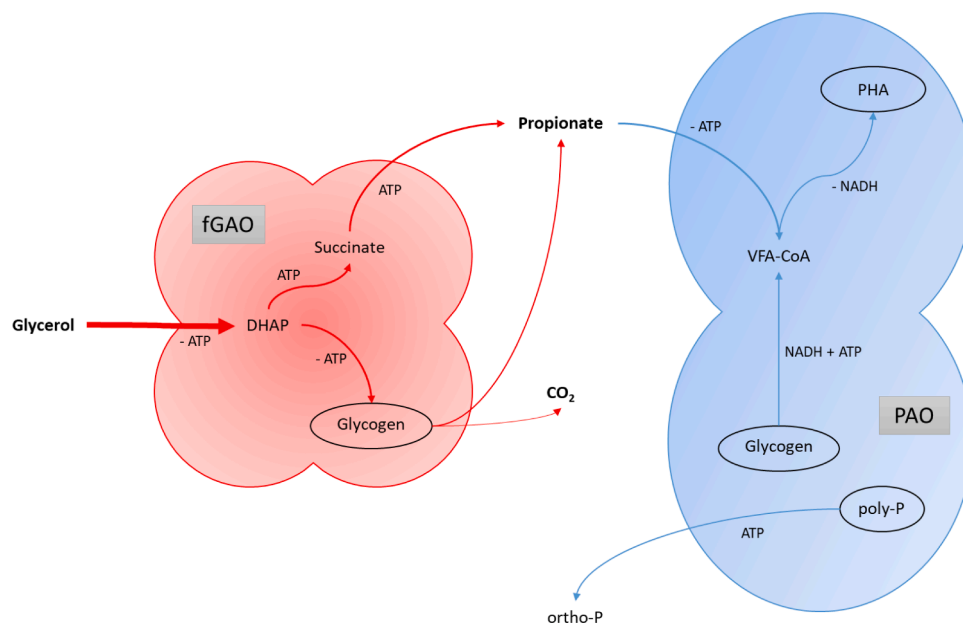 PHA
Propionate
- ATP
ATP
- NADH
fGAO
Succinate
VFA-CoA
ATP
Glycerol
DHAP
- ATP
- ATP
NADH + ATP
CO₂
PAO
Glycogen
Glycogen
poly-P
ATP
ortho-P